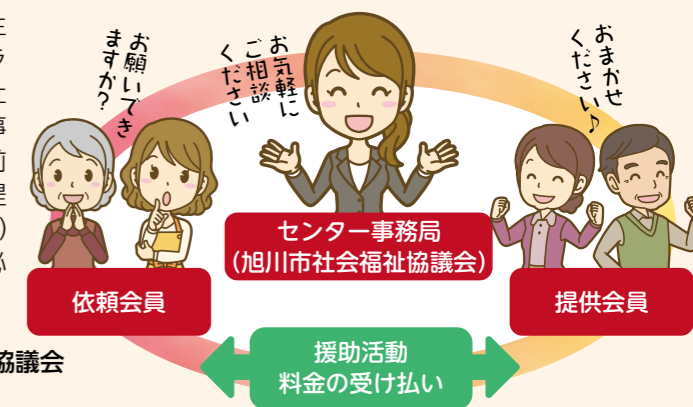 お願いでき
ますか？
お気軽に
ご相談
ください
おまかせ
ください♪
センター事務局
（旭川市社会福祉協議会）
依頼会員
提供会員
援助活動
料金の受け払い
協議会